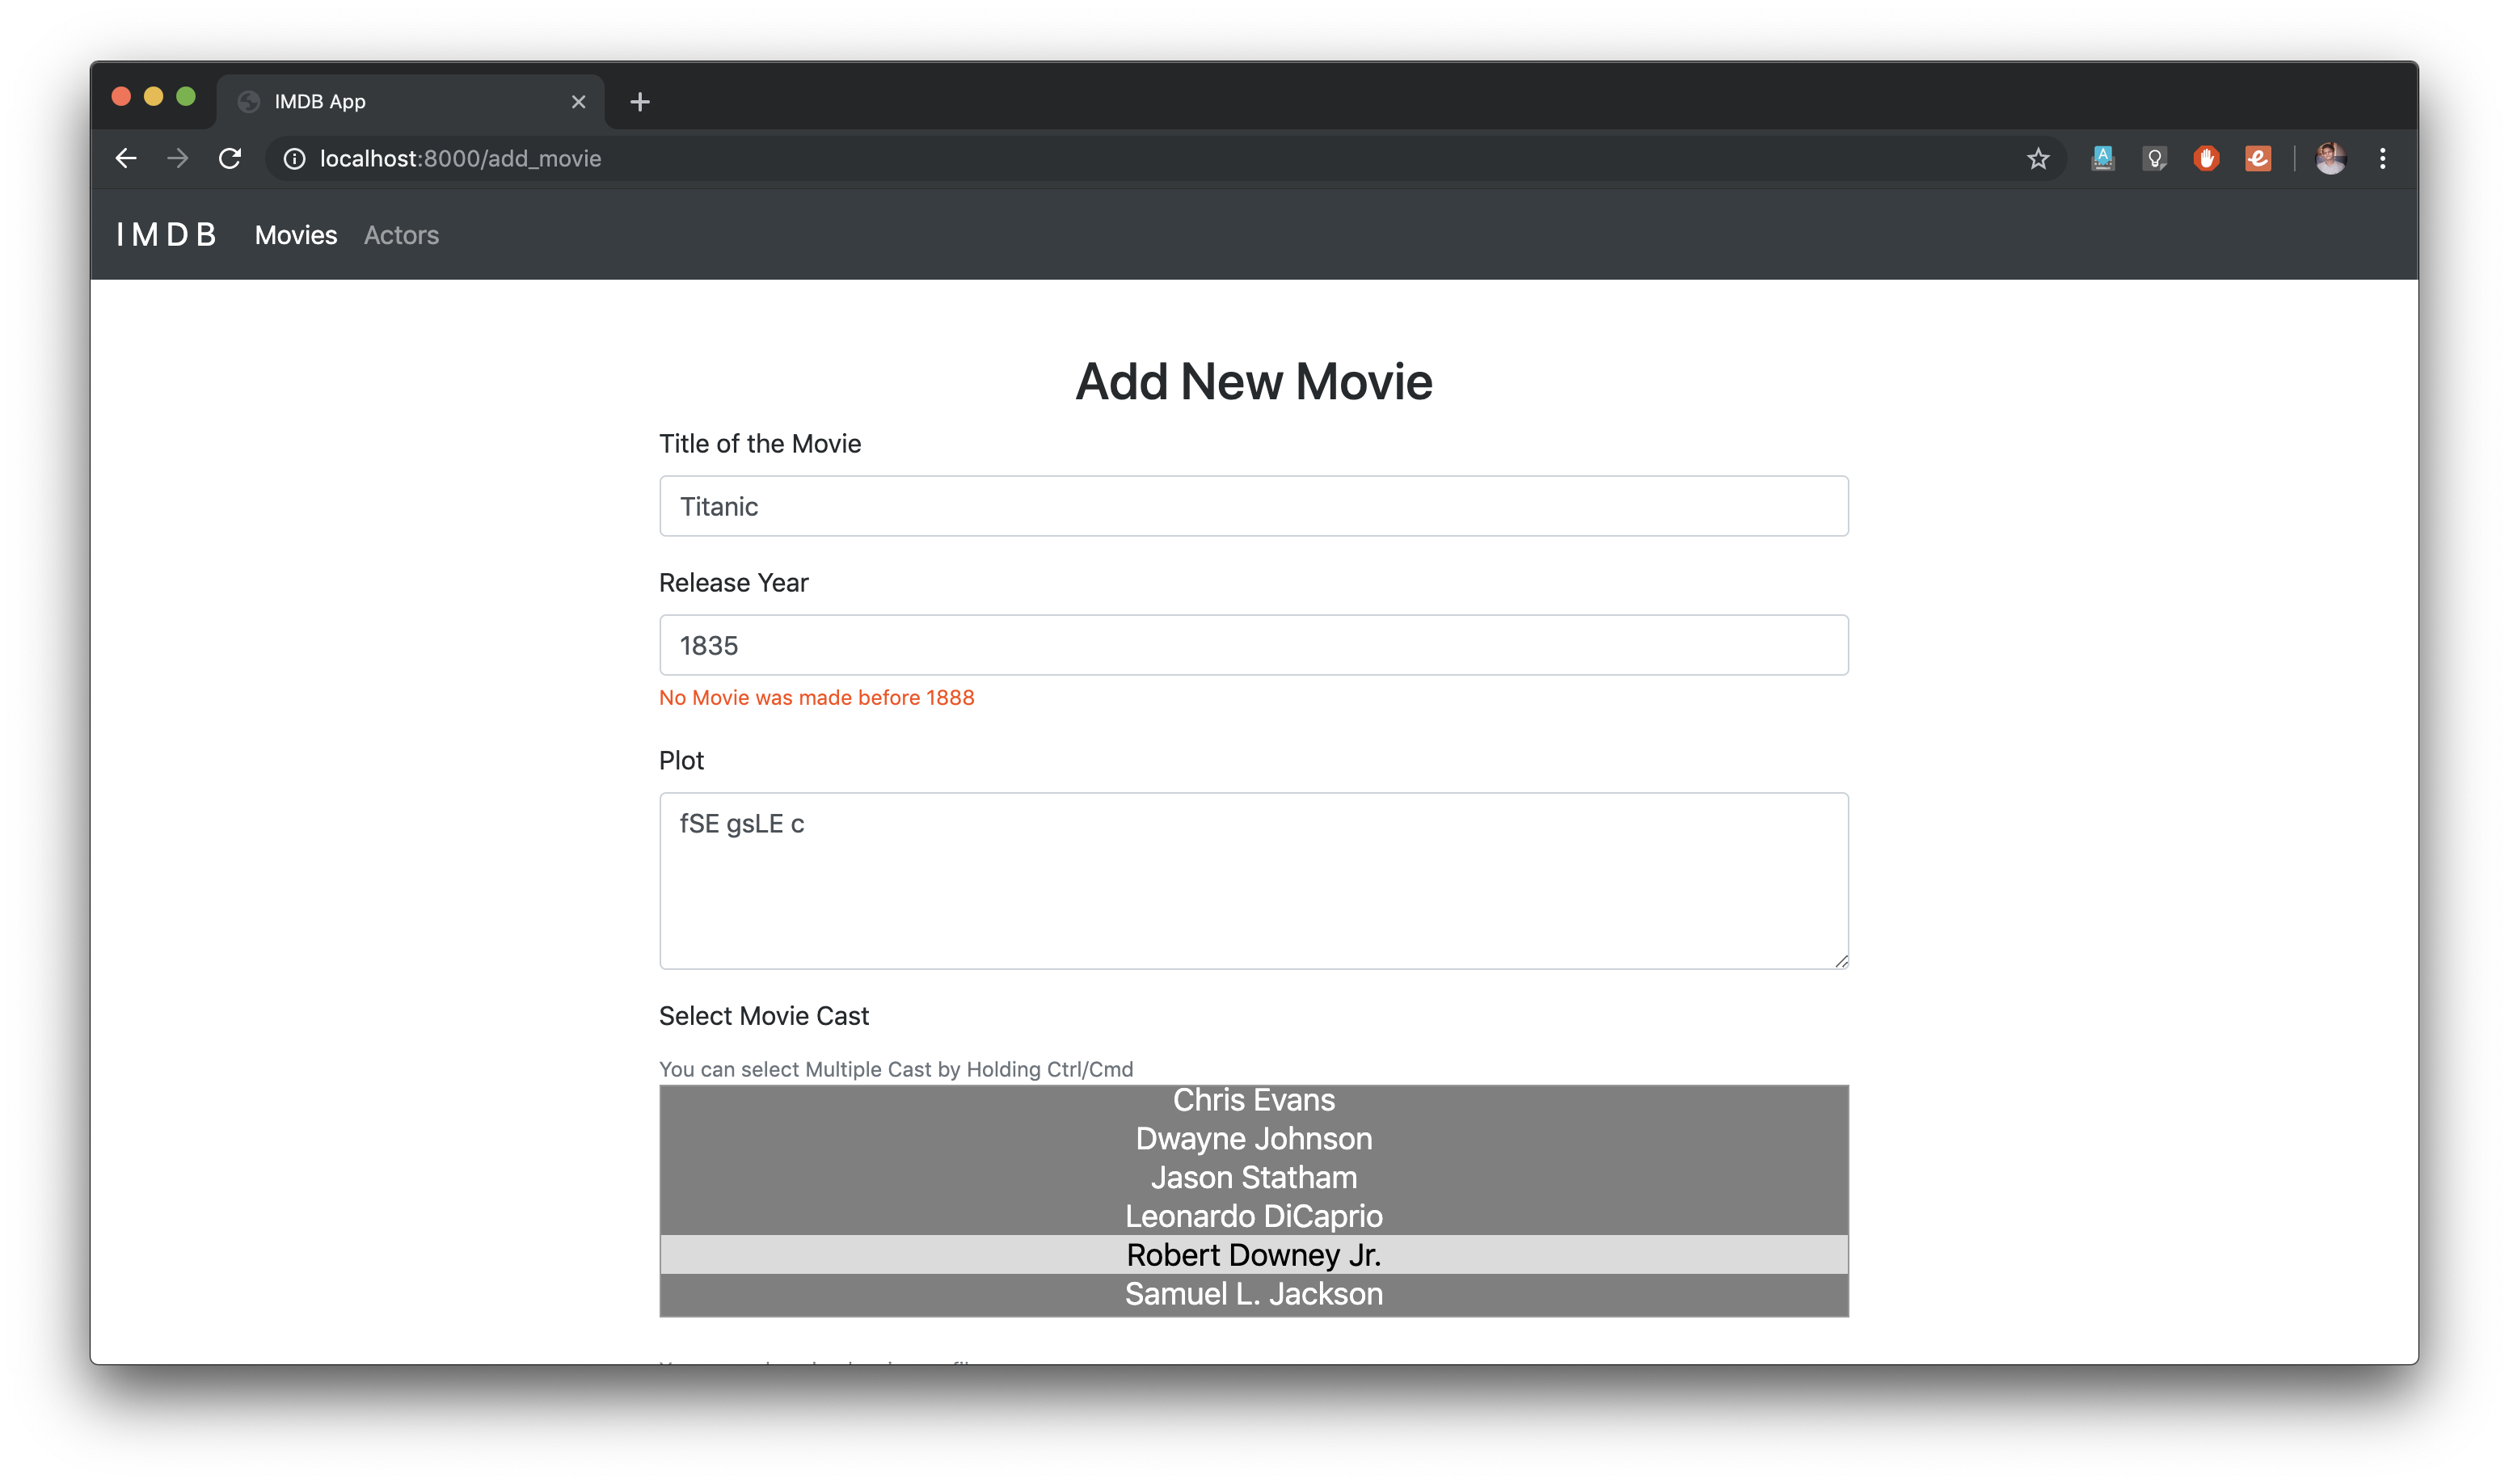 IMDB App
localhost:8000/add_movie
IMDB Movies Actors
Add New Movie
Title of the Movie
Titanic
Release Year
1835
No Movie was made before 1888
Plot
fSE gsLE c
Select Movie Cast
You can select Multiple Cast by Holding Ctrl/Cmd
Chris Evans
Dwayne Johnson
Jason Statham
Leonardo DiCaprio
Robert Downey Jr.
Samuel L. Jackson